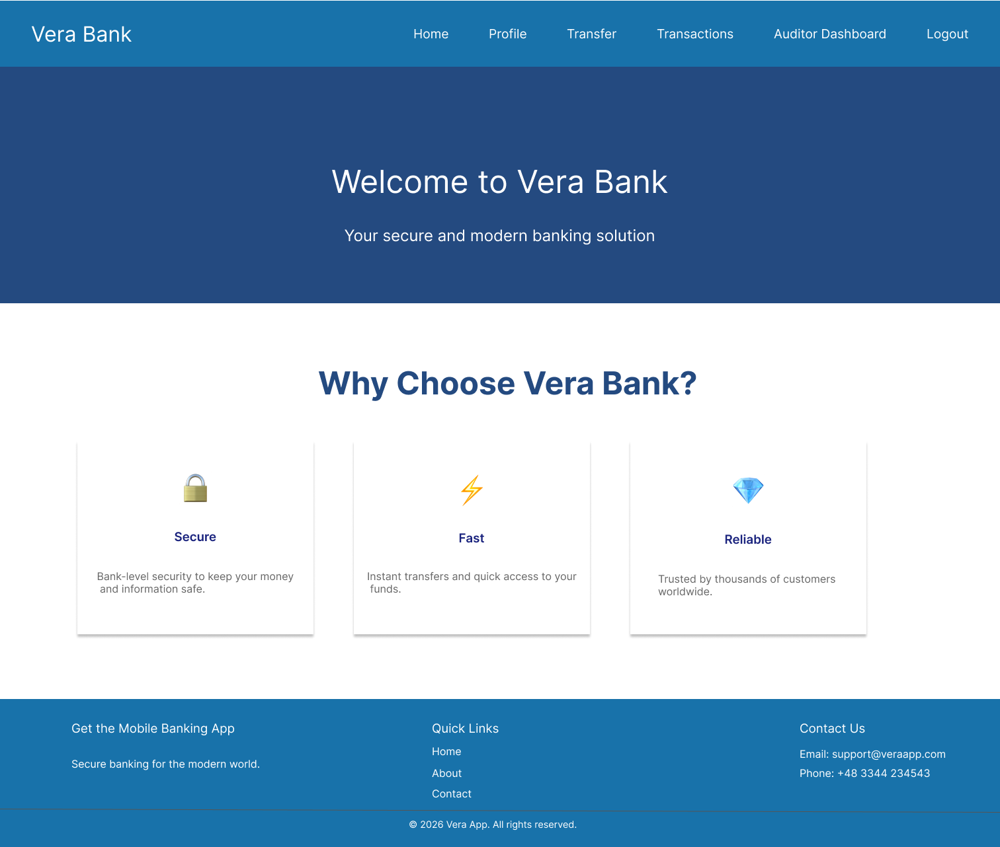 Vera Bank
Home
Profile
Transfer
Transactions
Auditor Dashboard
Logout
Welcome to Vera Bank
Your secure and modern banking solution
Why Choose Vera Bank?
Secure
Bank-level security to keep your money
and information safe.
Fast
Instant transfers and quick access to your
funds.
Reliable
Trusted by thousands of customers
worldwide.
Get the Mobile Banking App
Secure banking for the modern world.
Quick Links
Home
About
Contact
Contact Us
Email: support@veraapp.com
Phone: +48 3344 234543
© 2026 Vera App. All rights reserved.